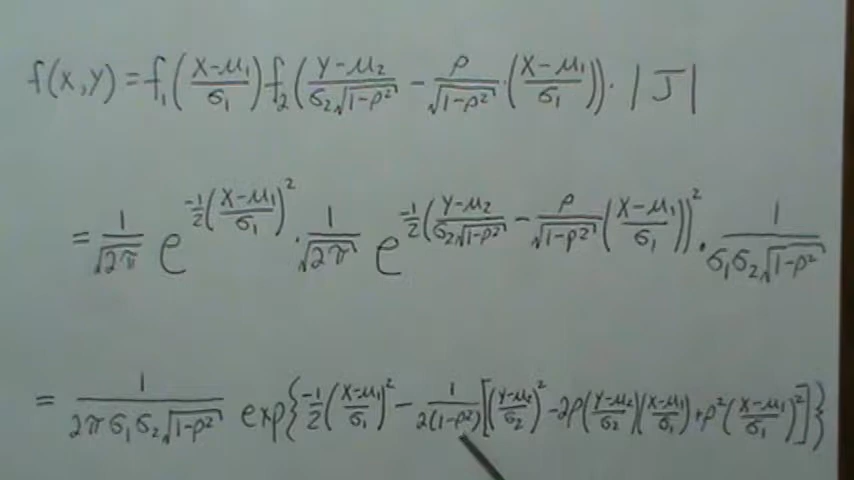 f(x,y) = f₁((x-μ₁)/σ₁) f₂((y-μ₂)/(σ₂√(1-ρ²)) - ρ/√(1-ρ²) · ((x-μ₁)/σ₁)) · |J|
= 1/√(2π) e^(-½((x-μ₁)/σ₁)²) · 1/√(2π) e^(-½((y-μ₂)/(σ₂√(1-ρ²)) - ρ/√(1-ρ²) ((x-μ₁)/σ₁))²) · 1/(σ₁σ₂√(1-ρ²))
= 1/(2πσ₁σ₂√(1-ρ²)) exp{-½((x-μ₁)/σ₁)² - 1/(2(1-ρ²)) [((y-μ₂)/σ₂)² - 2ρ((y-μ₂)/σ₂)((x-μ₁)/σ₁) + ρ²((x-μ₁)/σ₁)²]}